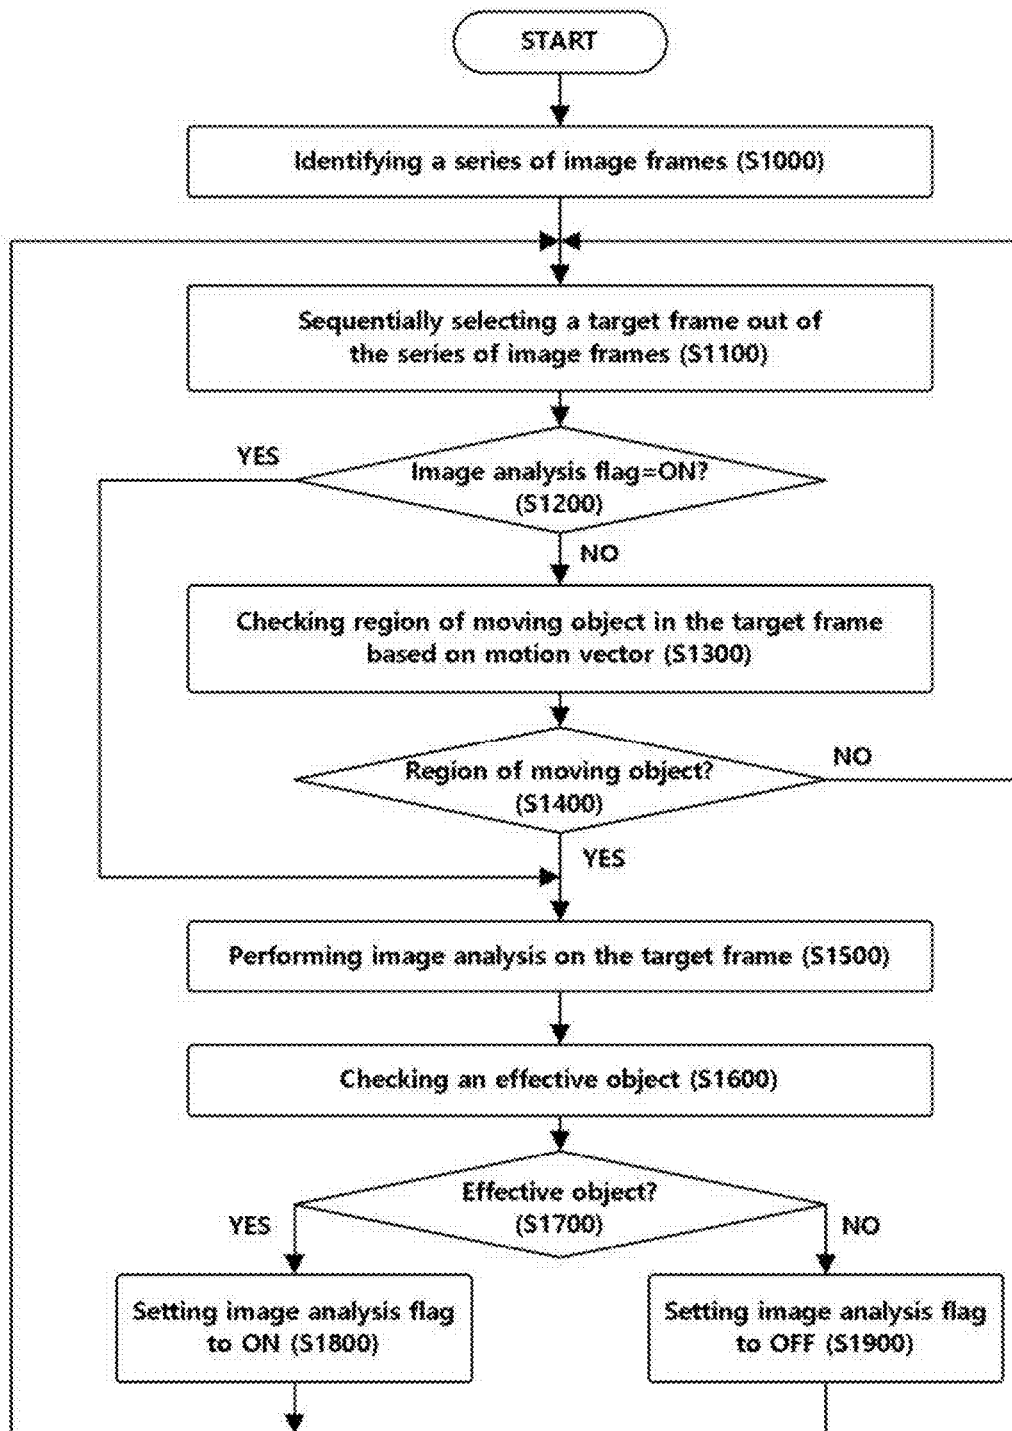 START
Identifying a series of image frames (S1000)
Sequentially selecting a target frame out of
the series of image frames (S1100)
YES
Image analysis flag=ON?
(S1200)
NO
Checking region of moving object in the target frame
based on motion vector (S1300)
Region of moving object?
(S1400)
NO
YES
Performing image analysis on the target frame (S1500)
Checking an effective object (S1600)
Effective object?
(S1700)
YES
NO
Setting image analysis flag
to ON (S1800)
Setting image analysis flag
to OFF (S1900)